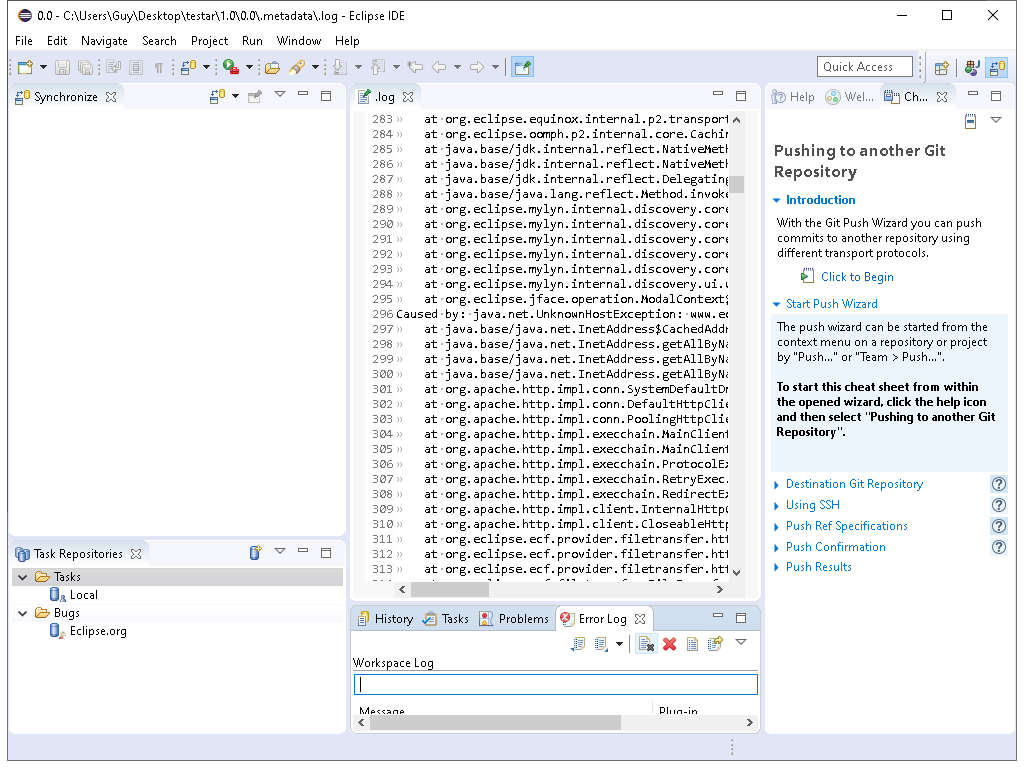 0.0 - C:\Users\Guy\Desktop\testar\1.0\0.0\.metadata\.log - Eclipse IDE
File Edit Navigate Search Project Run Window Help
Quick Access
Synchronize
.log
283 at org.eclipse.equinox.internal.p2.transport
284 at org.eclipse.oomph.p2.internal.core.Cachin
285 at java.base/jdk.internal.reflect.NativeMeth
286 at java.base/jdk.internal.reflect.NativeMeth
287 at java.base/jdk.internal.reflect.Delegating
288 at java.base/java.lang.reflect.Method.invoke
289 at org.eclipse.mylyn.internal.discovery.core
290 at org.eclipse.mylyn.internal.discovery.core
291 at org.eclipse.mylyn.internal.discovery.core
292 at org.eclipse.mylyn.internal.discovery.core
293 at org.eclipse.mylyn.internal.discovery.core
294 at org.eclipse.mylyn.internal.discovery.ui.u
295 at org.eclipse.jface.operation.ModalContext$
296 Caused by: java.net.UnknownHostException: www.ec
297 at java.base/java.net.InetAddress$CachedAddr
298 at java.base/java.net.InetAddress.getAllByNa
299 at java.base/java.net.InetAddress.getAllByNa
300 at java.base/java.net.InetAddress.getAllByNa
301 at org.apache.http.impl.conn.SystemDefaultDn
302 at org.apache.http.impl.conn.DefaultHttpClie
303 at org.apache.http.impl.conn.PoolingHttpClie
304 at org.apache.http.impl.execchain.MainClient
305 at org.apache.http.impl.execchain.MainClient
306 at org.apache.http.impl.execchain.ProtocolEx
307 at org.apache.http.impl.execchain.RetryExec.
308 at org.apache.http.impl.execchain.RedirectEx
309 at org.apache.http.impl.client.InternalHttpC
310 at org.apache.http.impl.client.CloseableHttp
311 at org.eclipse.ecf.provider.filetransfer.htt
312 at org.eclipse.ecf.provider.filetransfer.htt
313 at org.eclipse.ecf.provider.filetransfer.htt
Help Wel... Ch...
Pushing to another Git
Repository
Introduction
With the Git Push Wizard you can push
commits to another repository using
different transport protocols.
Click to Begin
Start Push Wizard
The push wizard can be started from the
context menu on a repository or project
by "Push..." or "Team > Push...".
To start this cheat sheet from within
the opened wizard, click the help icon
and then select "Pushing to another Git
Repository".
Destination Git Repository
Using SSH
Push Ref Specifications
Push Confirmation
Push Results
Task Repositories
Tasks
Local
Bugs
Eclipse.org
History Tasks Problems Error Log
Workspace Log
Message Plug-in